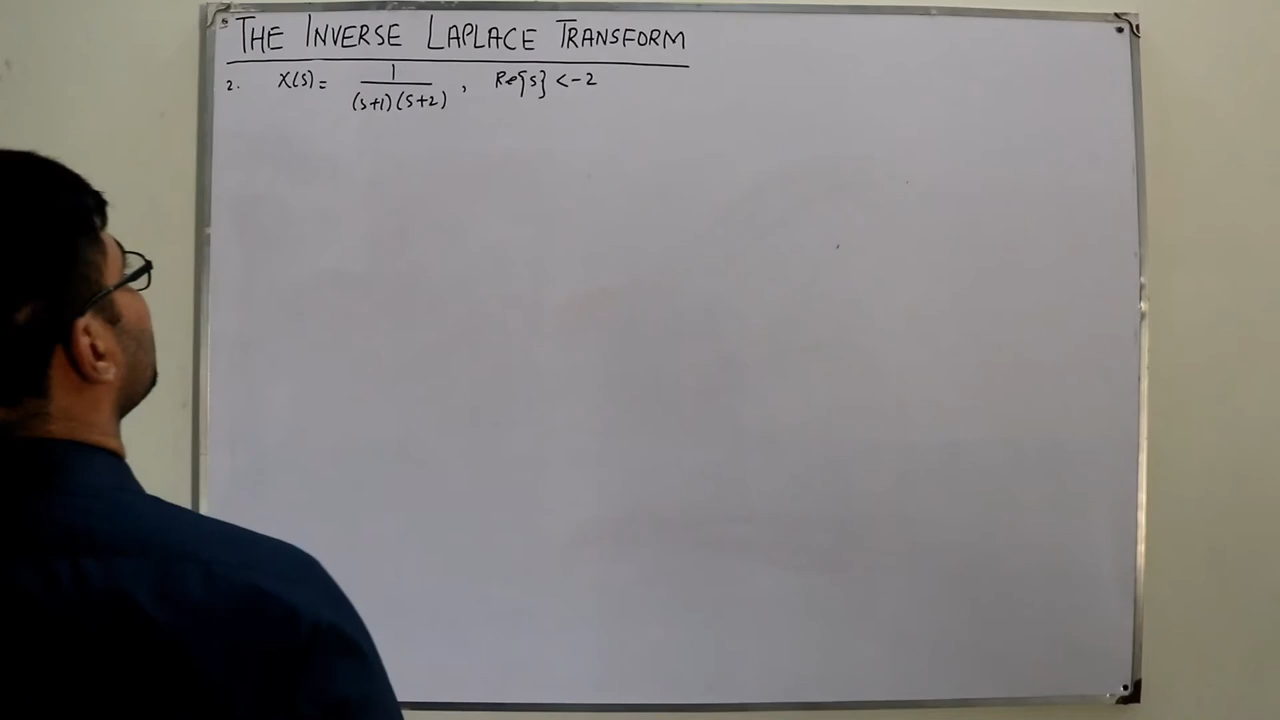 THE INVERSE LAPLACE TRANSFORM
2. X(s) = 1/((s+1)(s+2)), Re{s} < -2